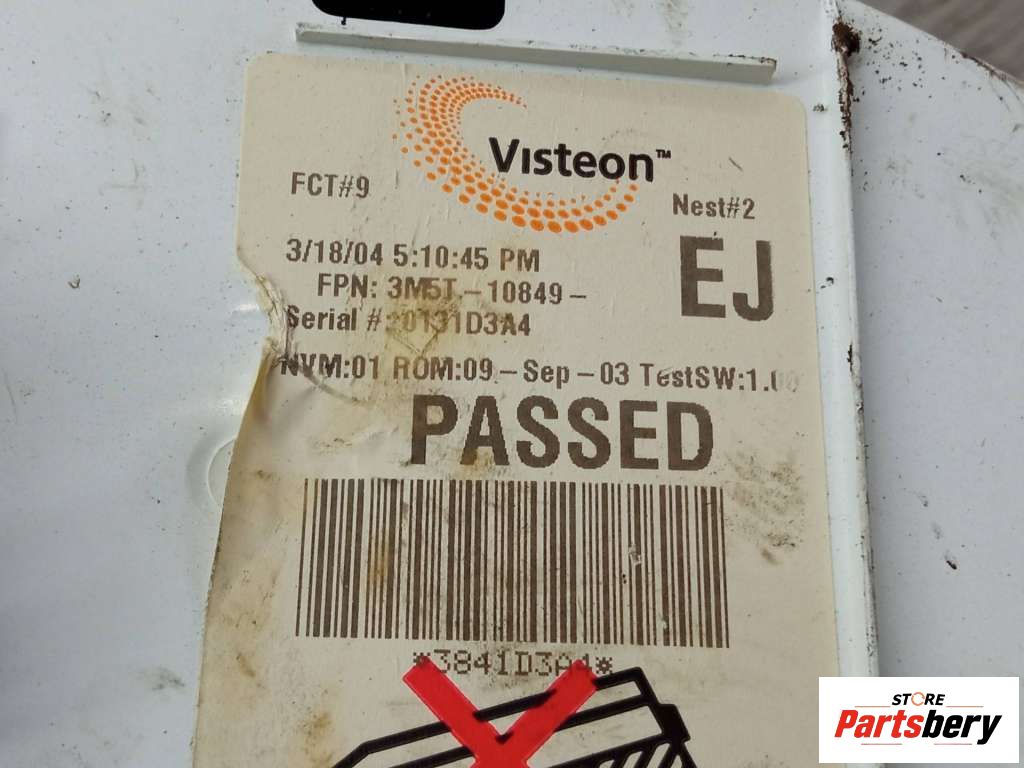 Visteon™
FCT#9
Nest#2
3/18/04 5:10:45 PM
EJ
FPN: 3M5T-10849-
Serial #20131D3A4
NVM:01 ROM:09-Sep-03 TestSW:1.00
PASSED
*3841D3A4*
STORE
Partsbery